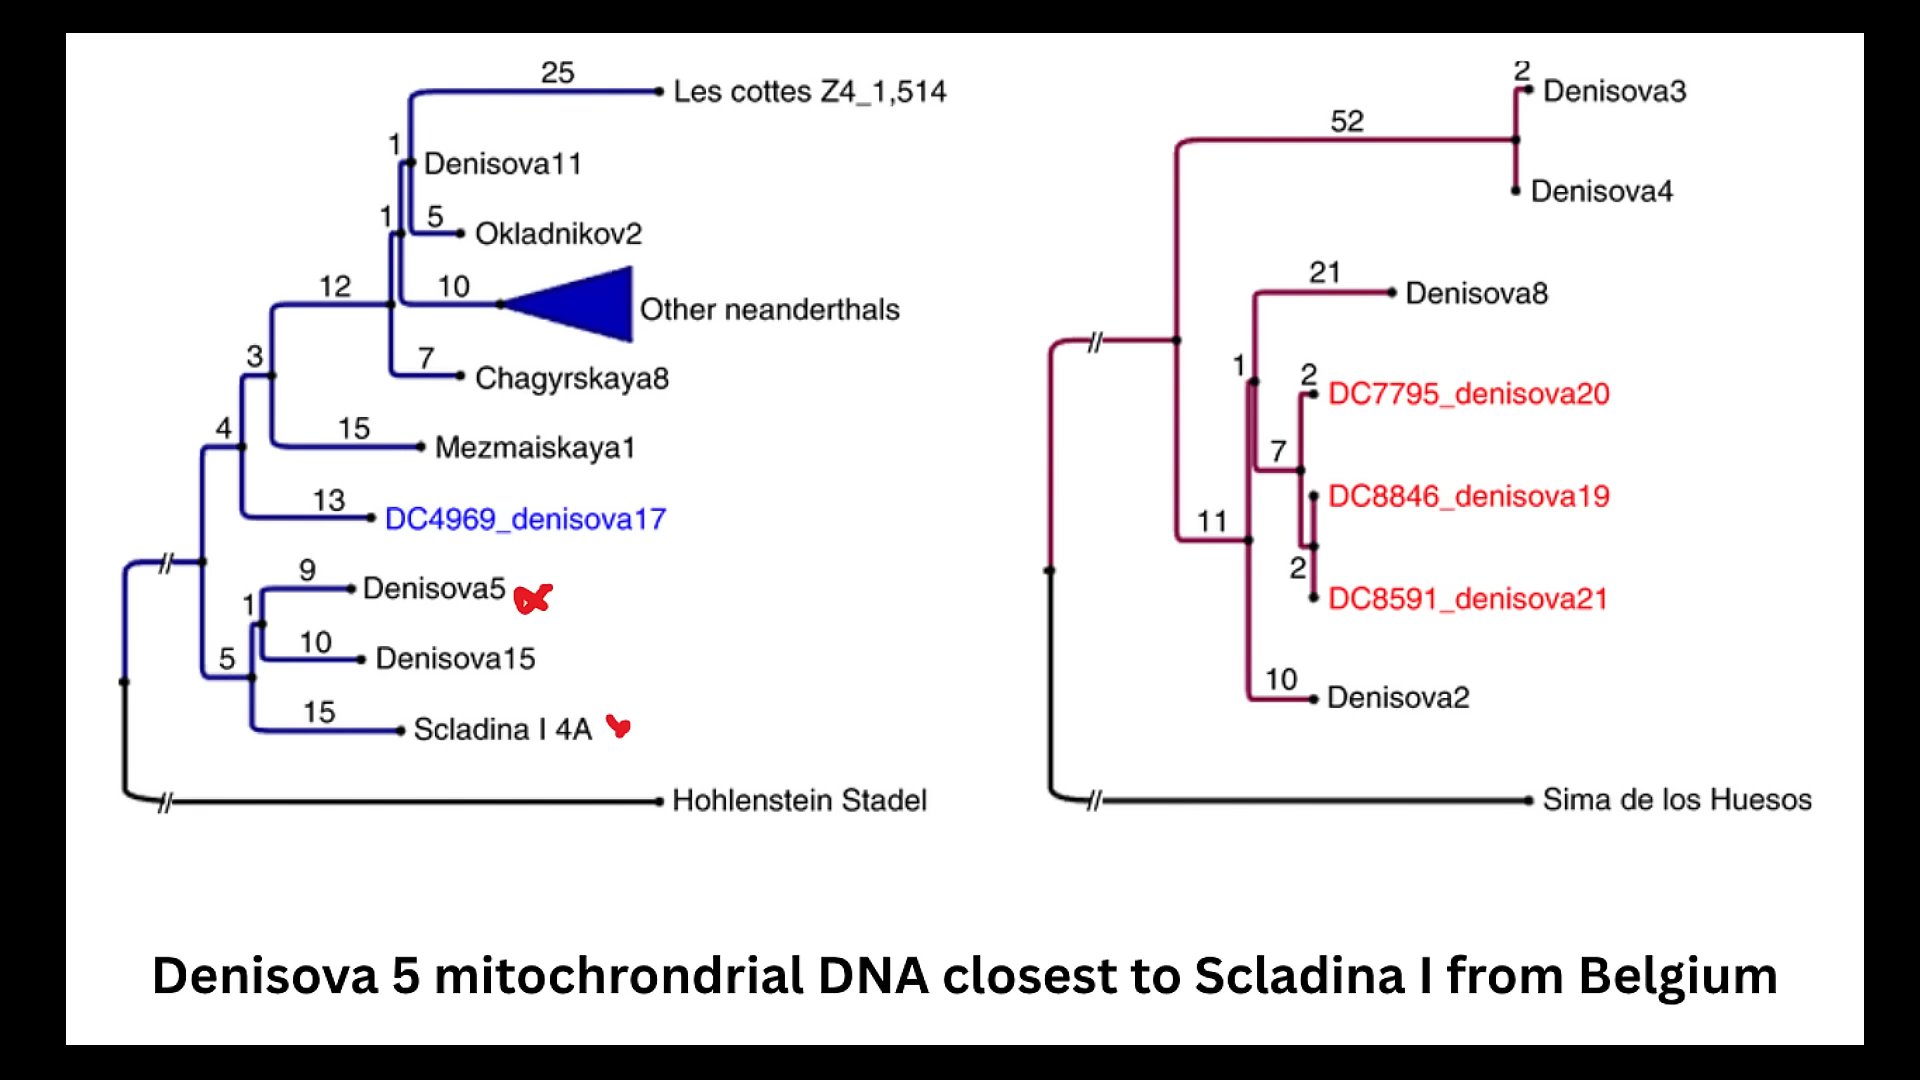 25
Les cottes Z4_1,514
1
Denisova11
1
5
Okladnikov2
12
10
Other neanderthals
3
7
Chagyrskaya8
4
15
Mezmaiskaya1
13
DC4969_denisova17
9
Denisova5
1
10
Denisova15
5
15
Scladina I 4A
Hohlenstein Stadel
2
Denisova3
52
Denisova4
21
Denisova8
1
2
DC7795_denisova20
7
DC8846_denisova19
11
2
DC8591_denisova21
10
Denisova2
Sima de los Huesos
Denisova 5 mitochrondrial DNA closest to Scladina I from Belgium